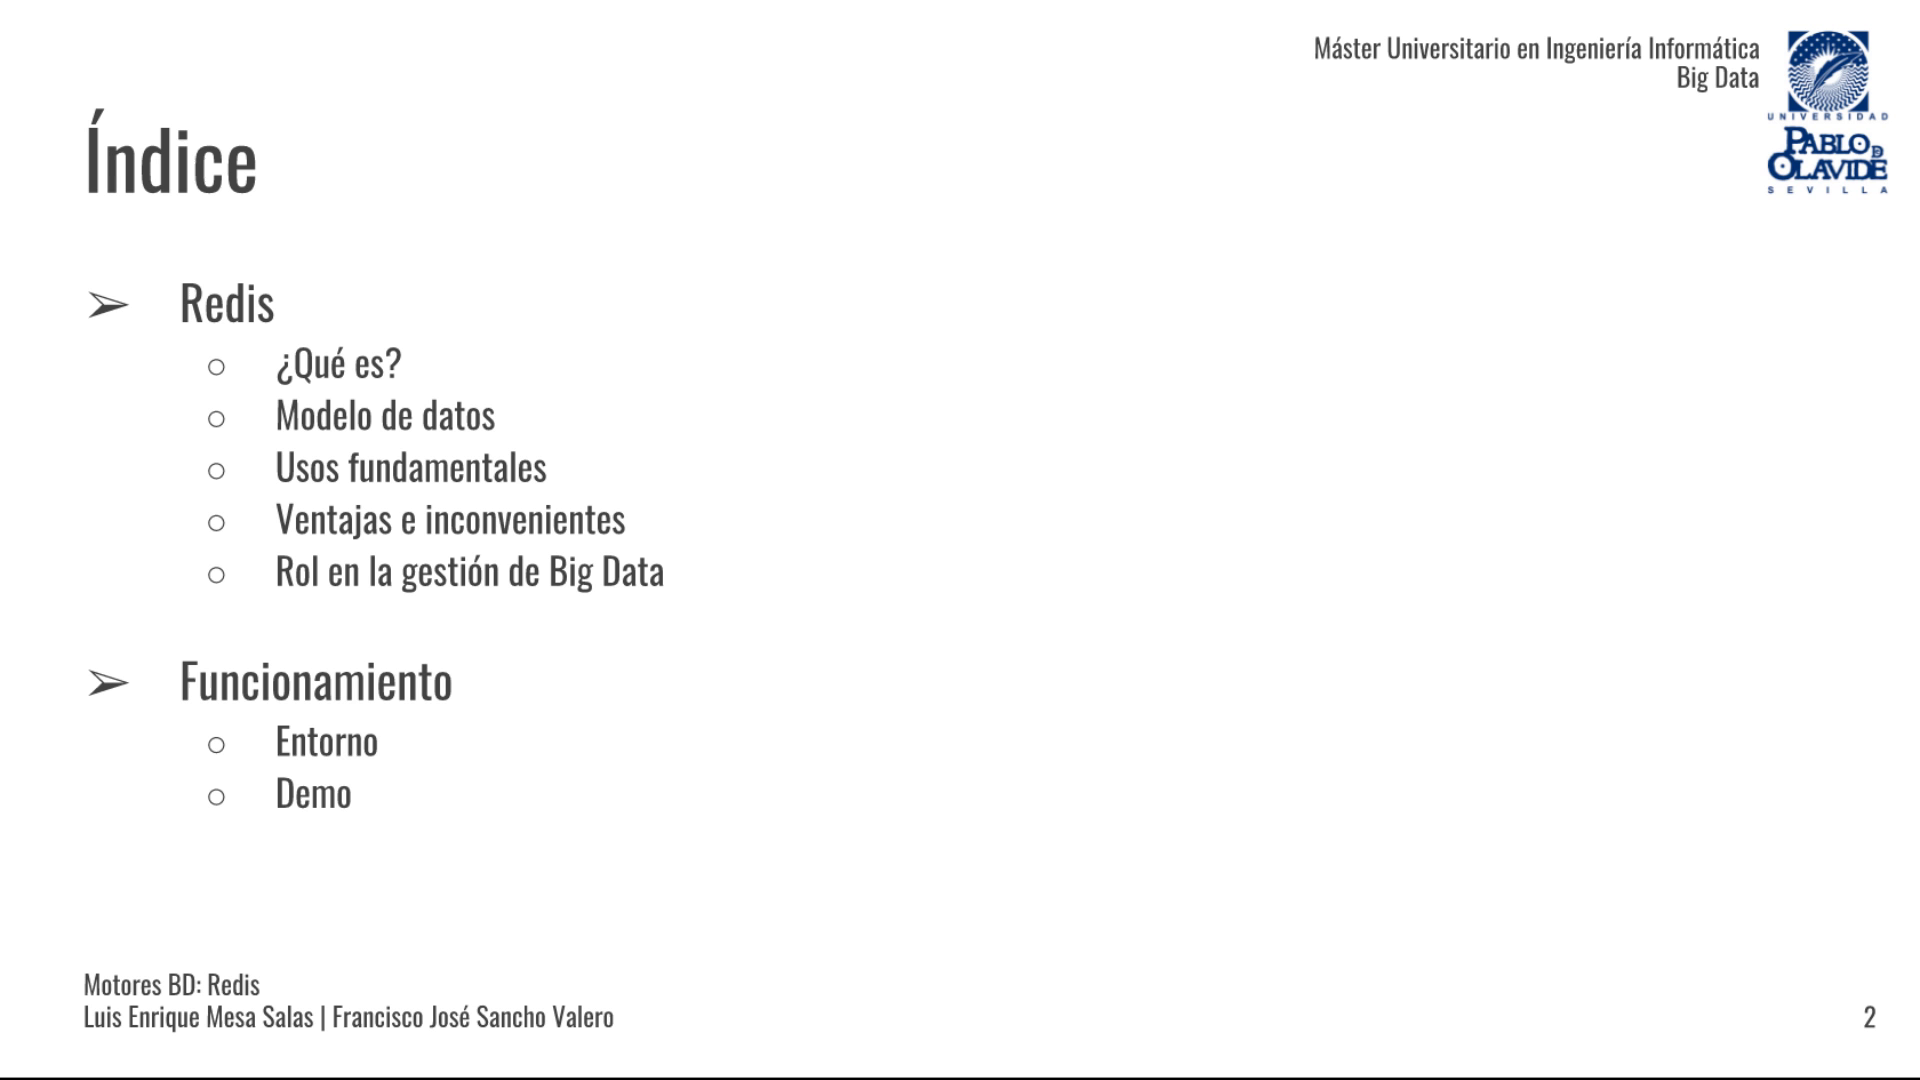 Máster Universitario en Ingeniería Informática
Big Data
UNIVERSIDAD
PABLO DE
OLAVIDE
SEVILLA
Índice
➢ Redis
○ ¿Qué es?
○ Modelo de datos
○ Usos fundamentales
○ Ventajas e inconvenientes
○ Rol en la gestión de Big Data
➢ Funcionamiento
○ Entorno
○ Demo
Motores BD: Redis
Luis Enrique Mesa Salas | Francisco José Sancho Valero
2